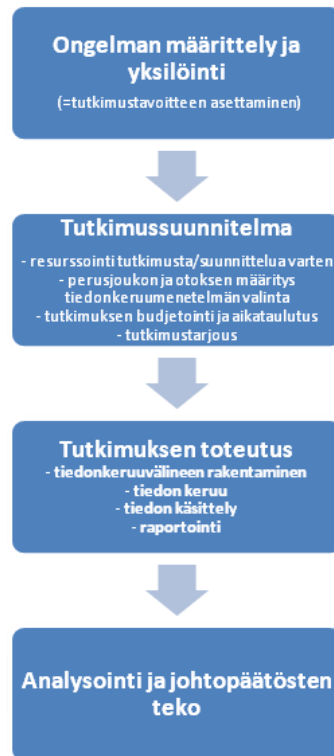 Ongelman määrittely ja
yksilöinti
(=tutkimustavoitteen asettaminen)
Tutkimussuunnitelma
- resurssointi tutkimusta/suunnittelua varten
- perusjoukon ja otoksen määritys
tiedonkeruumenetelmän valinta
- tutkimuksen budjetointi ja aikataulutus
- tutkimustarjous
Tutkimuksen toteutus
- tiedonkeruuvälineen rakentaminen
- tiedon keruu
- tiedon käsittely
- raportointi
Analysointi ja johtopäätösten
teko